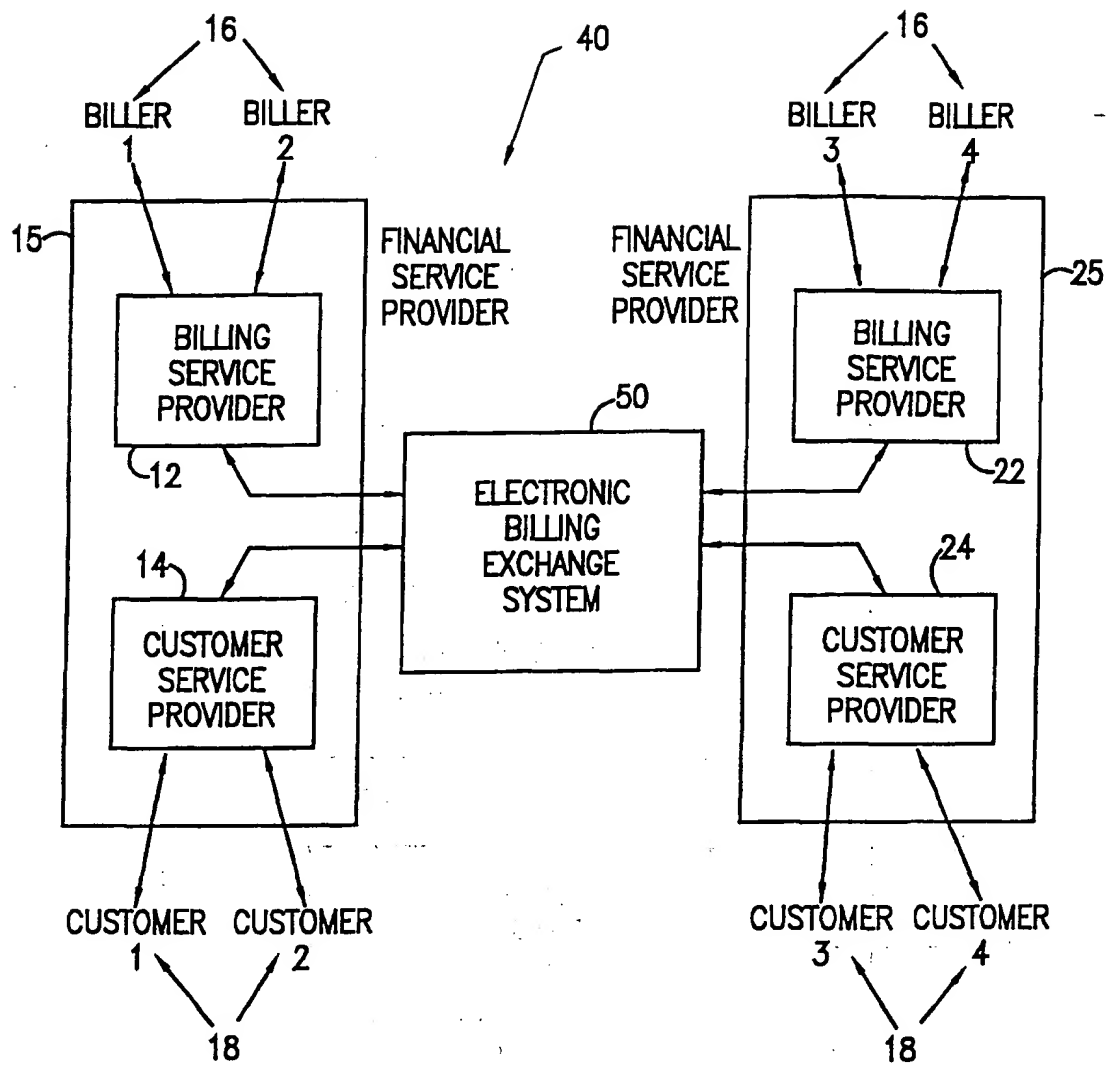 16
40
16
BILLER
1
BILLER
2
BILLER
3
BILLER
4
15
FINANCIAL
SERVICE
PROVIDER
FINANCIAL
SERVICE
PROVIDER
25
BILLING
SERVICE
PROVIDER
BILLING
SERVICE
PROVIDER
12
50
22
ELECTRONIC
BILLING
EXCHANGE
SYSTEM
14
24
CUSTOMER
SERVICE
PROVIDER
CUSTOMER
SERVICE
PROVIDER
CUSTOMER
1
CUSTOMER
2
CUSTOMER
3
CUSTOMER
4
18
18